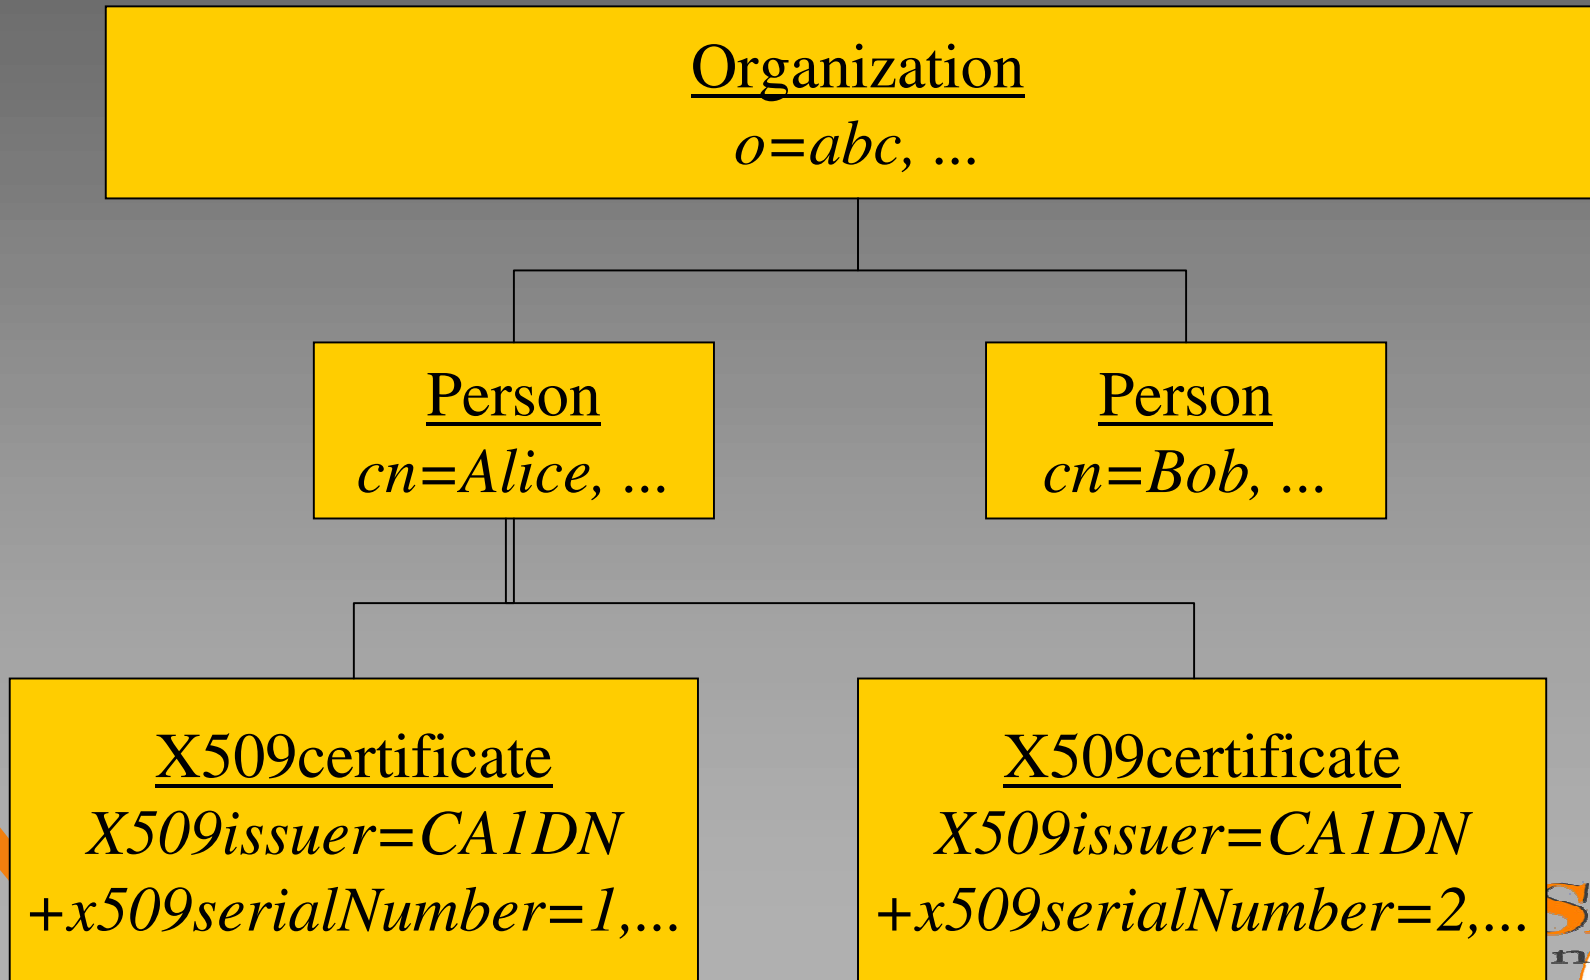 Organization
o=abc, ...
Person
cn=Alice, ...
Person
cn=Bob, ...
X509certificate
X509issuer=CA1DN
+x509serialNumber=1,...
X509certificate
X509issuer=CA1DN
+x509serialNumber=2,...